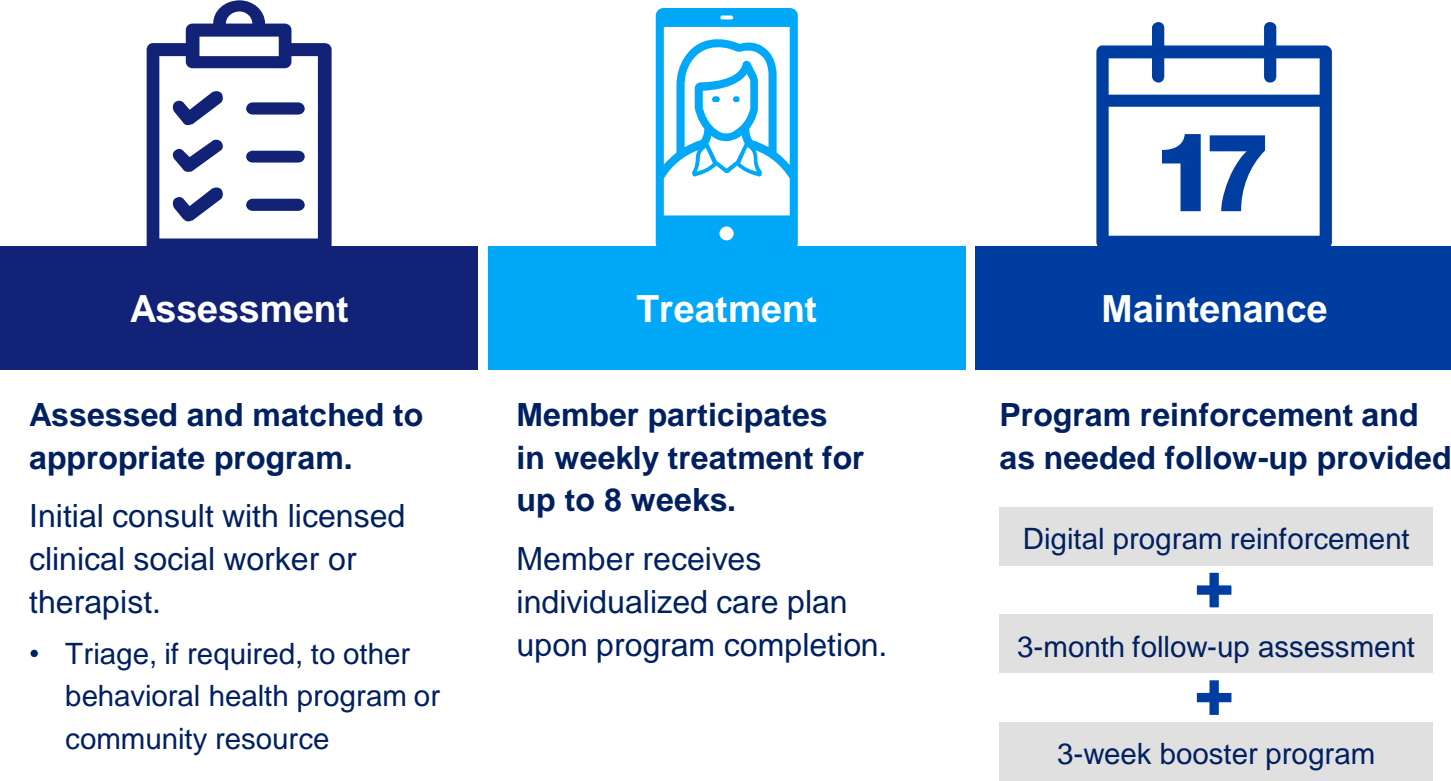 17
Assessment
Treatment
Maintenance
Assessed and matched to
appropriate program.
Initial consult with licensed
clinical social worker or
therapist.
• Triage, if required, to other
behavioral health program or
community resource
Member participates
in weekly treatment for
up to 8 weeks.
Member receives
individualized care plan
upon program completion.
Program reinforcement and
as needed follow-up provided
Digital program reinforcement
+
3-month follow-up assessment
+
3-week booster program